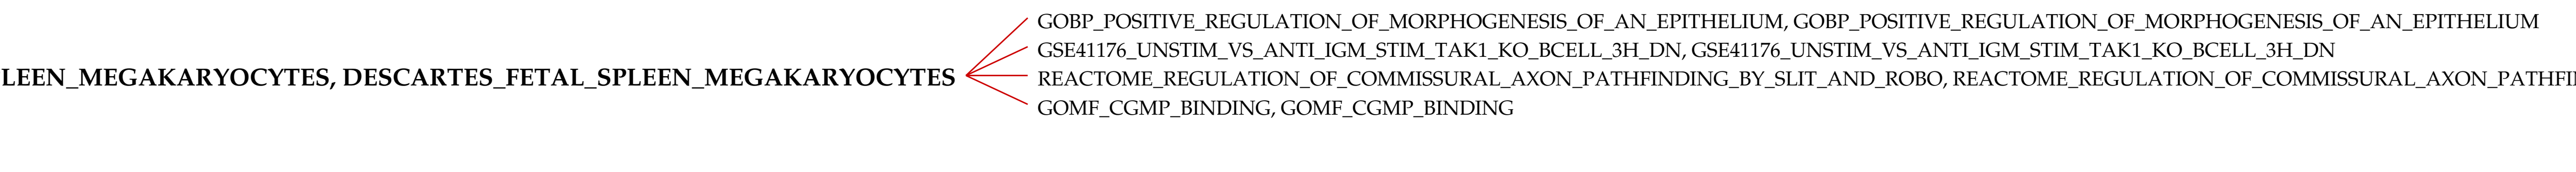 GOBP_POSITIVE_REGULATION_OF_MORPHOGENESIS_OF_AN_EPITHELIUM, GOBP_POSITIVE_REGULATION_OF_MORPHOGENESIS_OF_AN_EPITHELIUM
GSE41176_UNSTIM_VS_ANTI_IGM_STIM_TAK1_KO_BCELL_3H_DN, GSE41176_UNSTIM_VS_ANTI_IGM_STIM_TAK1_KO_BCELL_3H_DN
LEEN_MEGAKARYOCYTES, DESCARTES_FETAL_SPLEEN_MEGAKARYOCYTES
REACTOME_REGULATION_OF_COMMISSURAL_AXON_PATHFINDING_BY_SLIT_AND_ROBO, REACTOME_REGULATION_OF_COMMISSURAL_AXON_PATHFI
GOMF_CGMP_BINDING, GOMF_CGMP_BINDING